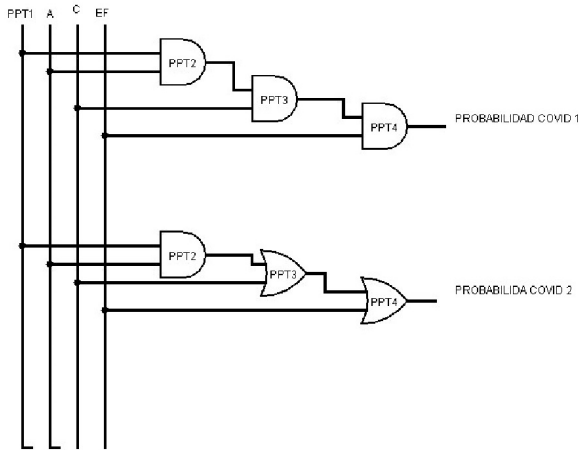 PPT1 A C EF
PPT2
PPT3
PPT4
PROBABILIDAD COVID 1
PPT2
PPT3
PPT4
PROBABILIDA COVID 2